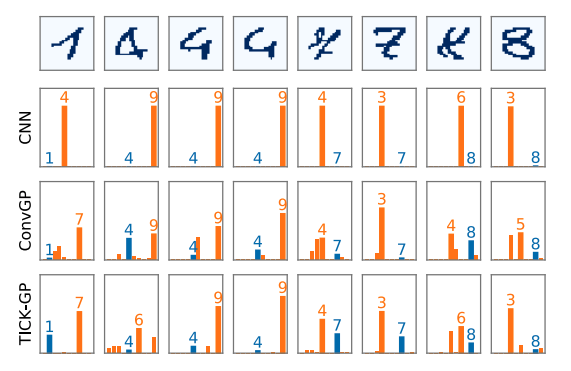 CNN
4 9 9 9 4 3 6 3
1 4 4 4 7 7 8 8
ConvGP
7 4 9 4 9 4 9 4 3 4 8 5 8
1 4 7 7
TICK-GP
1 7 6 4 9 4 9 4 4 7 3 7 6 8 3 8